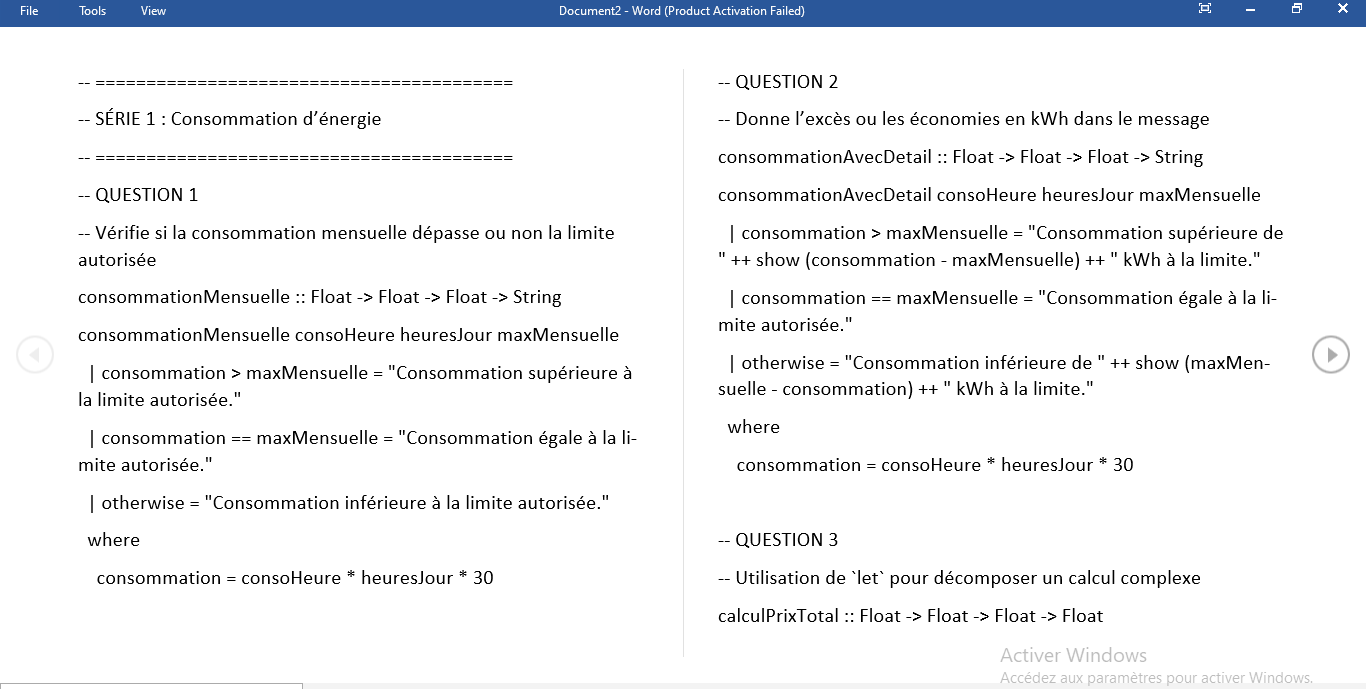 File Tools View Document2 - Word (Product Activation Failed)
-- =========================================
-- SÉRIE 1 : Consommation d’énergie
-- =========================================
-- QUESTION 1
-- Vérifie si la consommation mensuelle dépasse ou non la limite
autorisée
consommationMensuelle :: Float -> Float -> Float -> String
consommationMensuelle consoHeure heuresJour maxMensuelle
| consommation > maxMensuelle = "Consommation supérieure à
la limite autorisée."
| consommation == maxMensuelle = "Consommation égale à la li-
mite autorisée."
| otherwise = "Consommation inférieure à la limite autorisée."
where
consommation = consoHeure * heuresJour * 30
-- QUESTION 2
-- Donne l’excès ou les économies en kWh dans le message
consommationAvecDetail :: Float -> Float -> Float -> String
consommationAvecDetail consoHeure heuresJour maxMensuelle
| consommation > maxMensuelle = "Consommation supérieure de
" ++ show (consommation - maxMensuelle) ++ " kWh à la limite."
| consommation == maxMensuelle = "Consommation égale à la li-
mite autorisée."
| otherwise = "Consommation inférieure de " ++ show (maxMen-
suelle - consommation) ++ " kWh à la limite."
where
consommation = consoHeure * heuresJour * 30
-- QUESTION 3
-- Utilisation de `let` pour décomposer un calcul complexe
calculPrixTotal :: Float -> Float -> Float -> Float
Activer Windows
Accédez aux paramètres pour activer Windows.